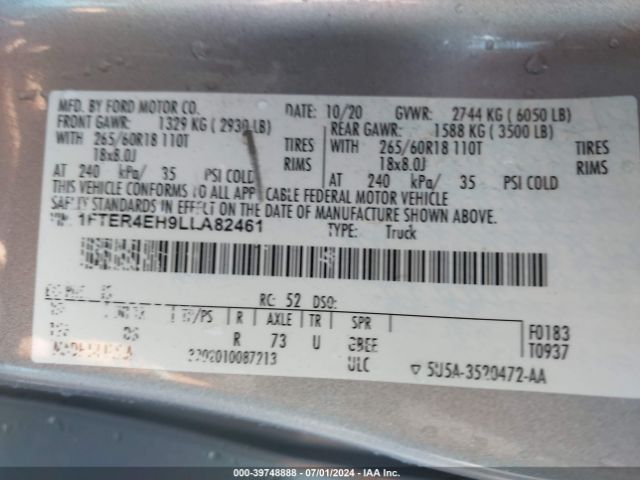 MFD. BY FORD MOTOR CO.
DATE: 10/20 GVWR: 2744 KG ( 6050 LB)
FRONT GAWR: 1329 KG ( 2930 LB)
REAR GAWR: 1588 KG ( 3500 LB)
WITH 265/60R18 110T TIRES
WITH 265/60R18 110T TIRES
18x8.0J RIMS
18x8.0J RIMS
AT 240 kPa/ 35 PSI COLD
AT 240 kPa/ 35 PSI COLD
THIS VEHICLE CONFORMS TO ALL APPLICABLE FEDERAL MOTOR VEHICLE
SAFETY STANDARDS IN EFFECT ON THE DATE OF MANUFACTURE SHOWN ABOVE.
1FTER4EH9LLA82461
TYPE: Truck
RC: 52 DSO:
TP/PS R AXLE TR SPR
R 73 U
ULC
F0183
T0937
5U5A-3520472-AA
000-39748888 - 07/01/2024 - IAA Inc.